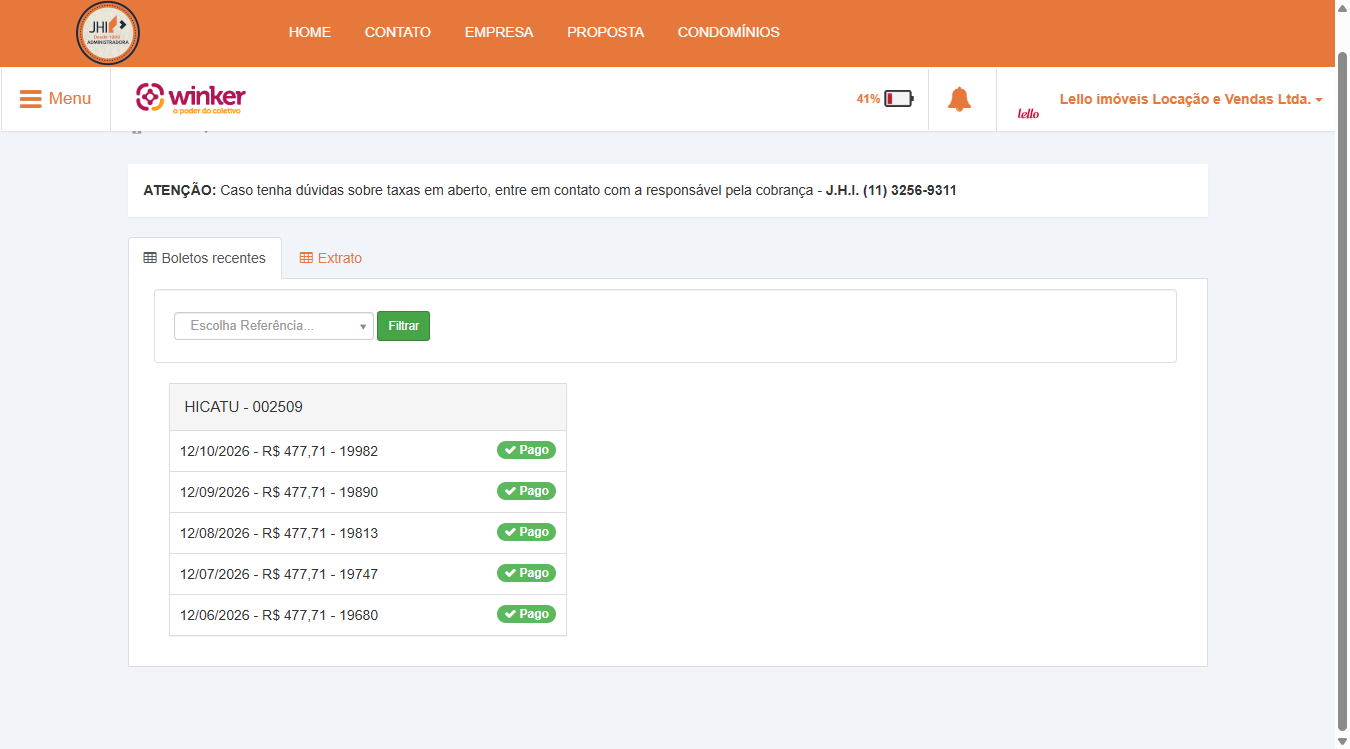 JHI
Desde 1984
ADMINISTRADORA
HOME CONTATO EMPRESA PROPOSTA CONDOMÍNIOS
Menu
winker
o poder do coletivo
41%
lello
Lello imóveis Locação e Vendas Ltda.
ATENÇÃO: Caso tenha dúvidas sobre taxas em aberto, entre em contato com a responsável pela cobrança - J.H.I. (11) 3256-9311
Boletos recentes Extrato
Escolha Referência... Filtrar
HICATU - 002509
12/10/2026 - R$ 477,71 - 19982 Pago
12/09/2026 - R$ 477,71 - 19890 Pago
12/08/2026 - R$ 477,71 - 19813 Pago
12/07/2026 - R$ 477,71 - 19747 Pago
12/06/2026 - R$ 477,71 - 19680 Pago